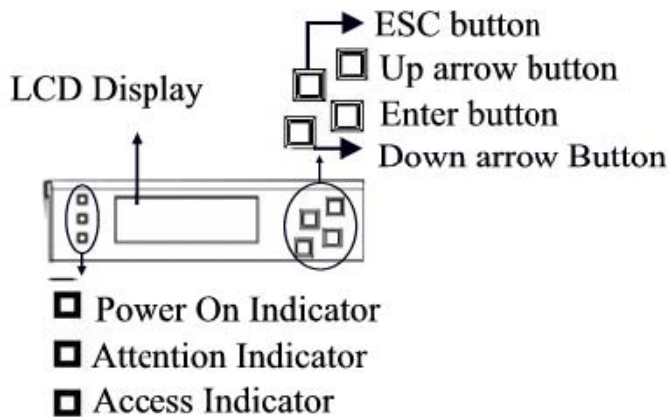 ESC button
Up arrow button
LCD Display
Enter button
Down arrow Button
Power On Indicator
Attention Indicator
Access Indicator